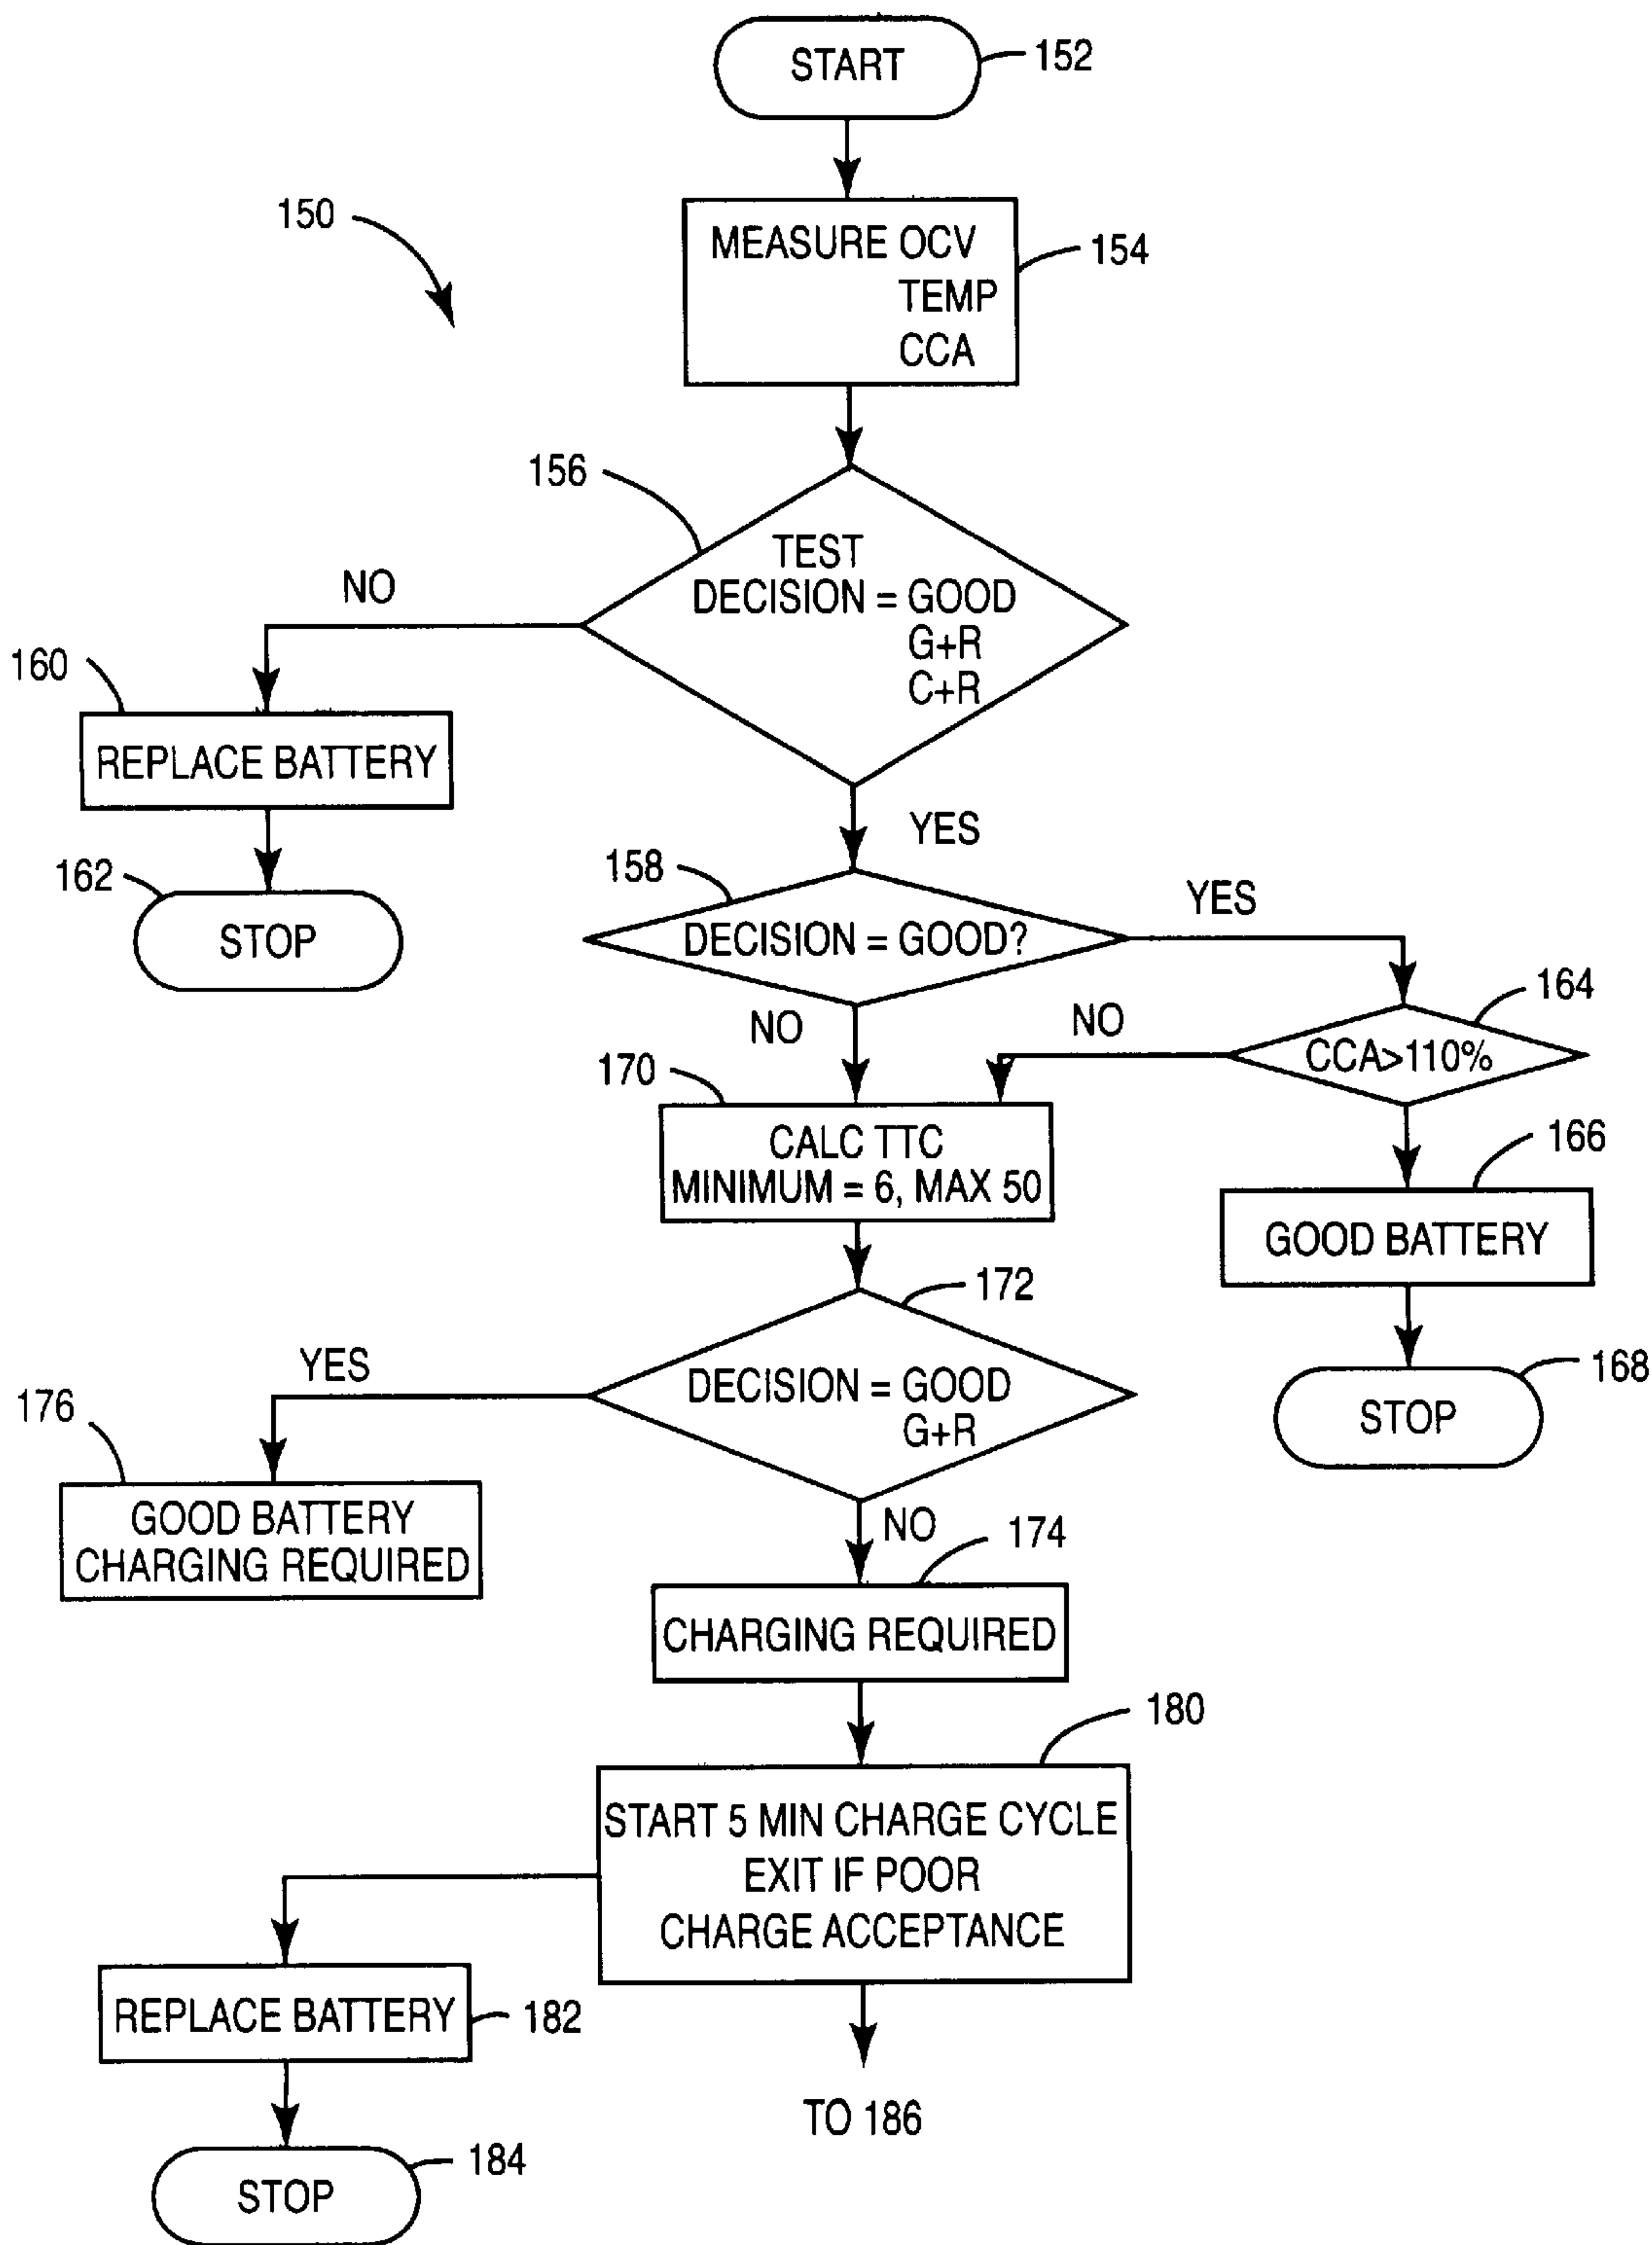 START
152
150
MEASURE OCV
TEMP
CCA
154
156
TEST
DECISION = GOOD
G+R
C+R
NO
160
REPLACE BATTERY
162
STOP
YES
158
DECISION = GOOD?
YES
164
CCA>110%
NO
NO
170
CALC TTC
MINIMUM = 6, MAX 50
166
GOOD BATTERY
168
STOP
172
DECISION = GOOD
G+R
YES
176
GOOD BATTERY
CHARGING REQUIRED
NO
174
CHARGING REQUIRED
180
START 5 MIN CHARGE CYCLE
EXIT IF POOR
CHARGE ACCEPTANCE
REPLACE BATTERY
182
TO 186
184
STOP